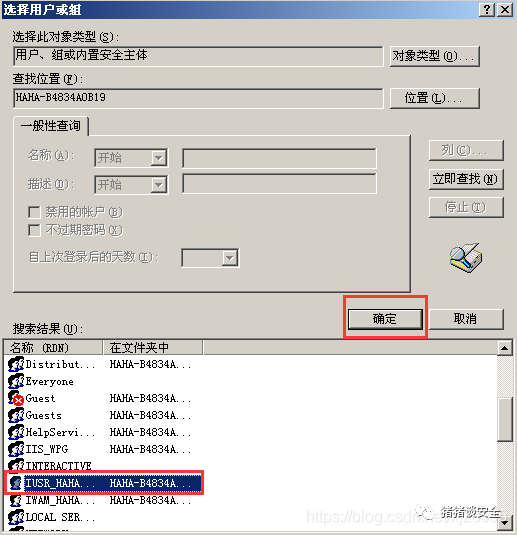 选择用户或组
选择此对象类型(S):
用户、组或内置安全主体
对象类型(O)...
查找位置(F):
HAHA-B4834A0B19
位置(L)...
一般性查询
名称(A): 开始
描述(D): 开始
禁用的帐户(B)
不过期密码(X)
自上次登录后的天数(I):
列(C)...
立即查找(N)
停止(T)
确定
取消
搜索结果(U):
名称 (RDN) 在文件夹中
Distribut... HAHA-B4834A...
Everyone
Guest HAHA-B4834A...
Guests HAHA-B4834A...
HelpServi... HAHA-B4834A...
IIS_WPG HAHA-B4834A...
INTERACTIVE
IUSR_HAHA... HAHA-B4834A...
IWAM_HAHA... HAHA-B4834A...
LOCAL SER...
猪猪谈安全